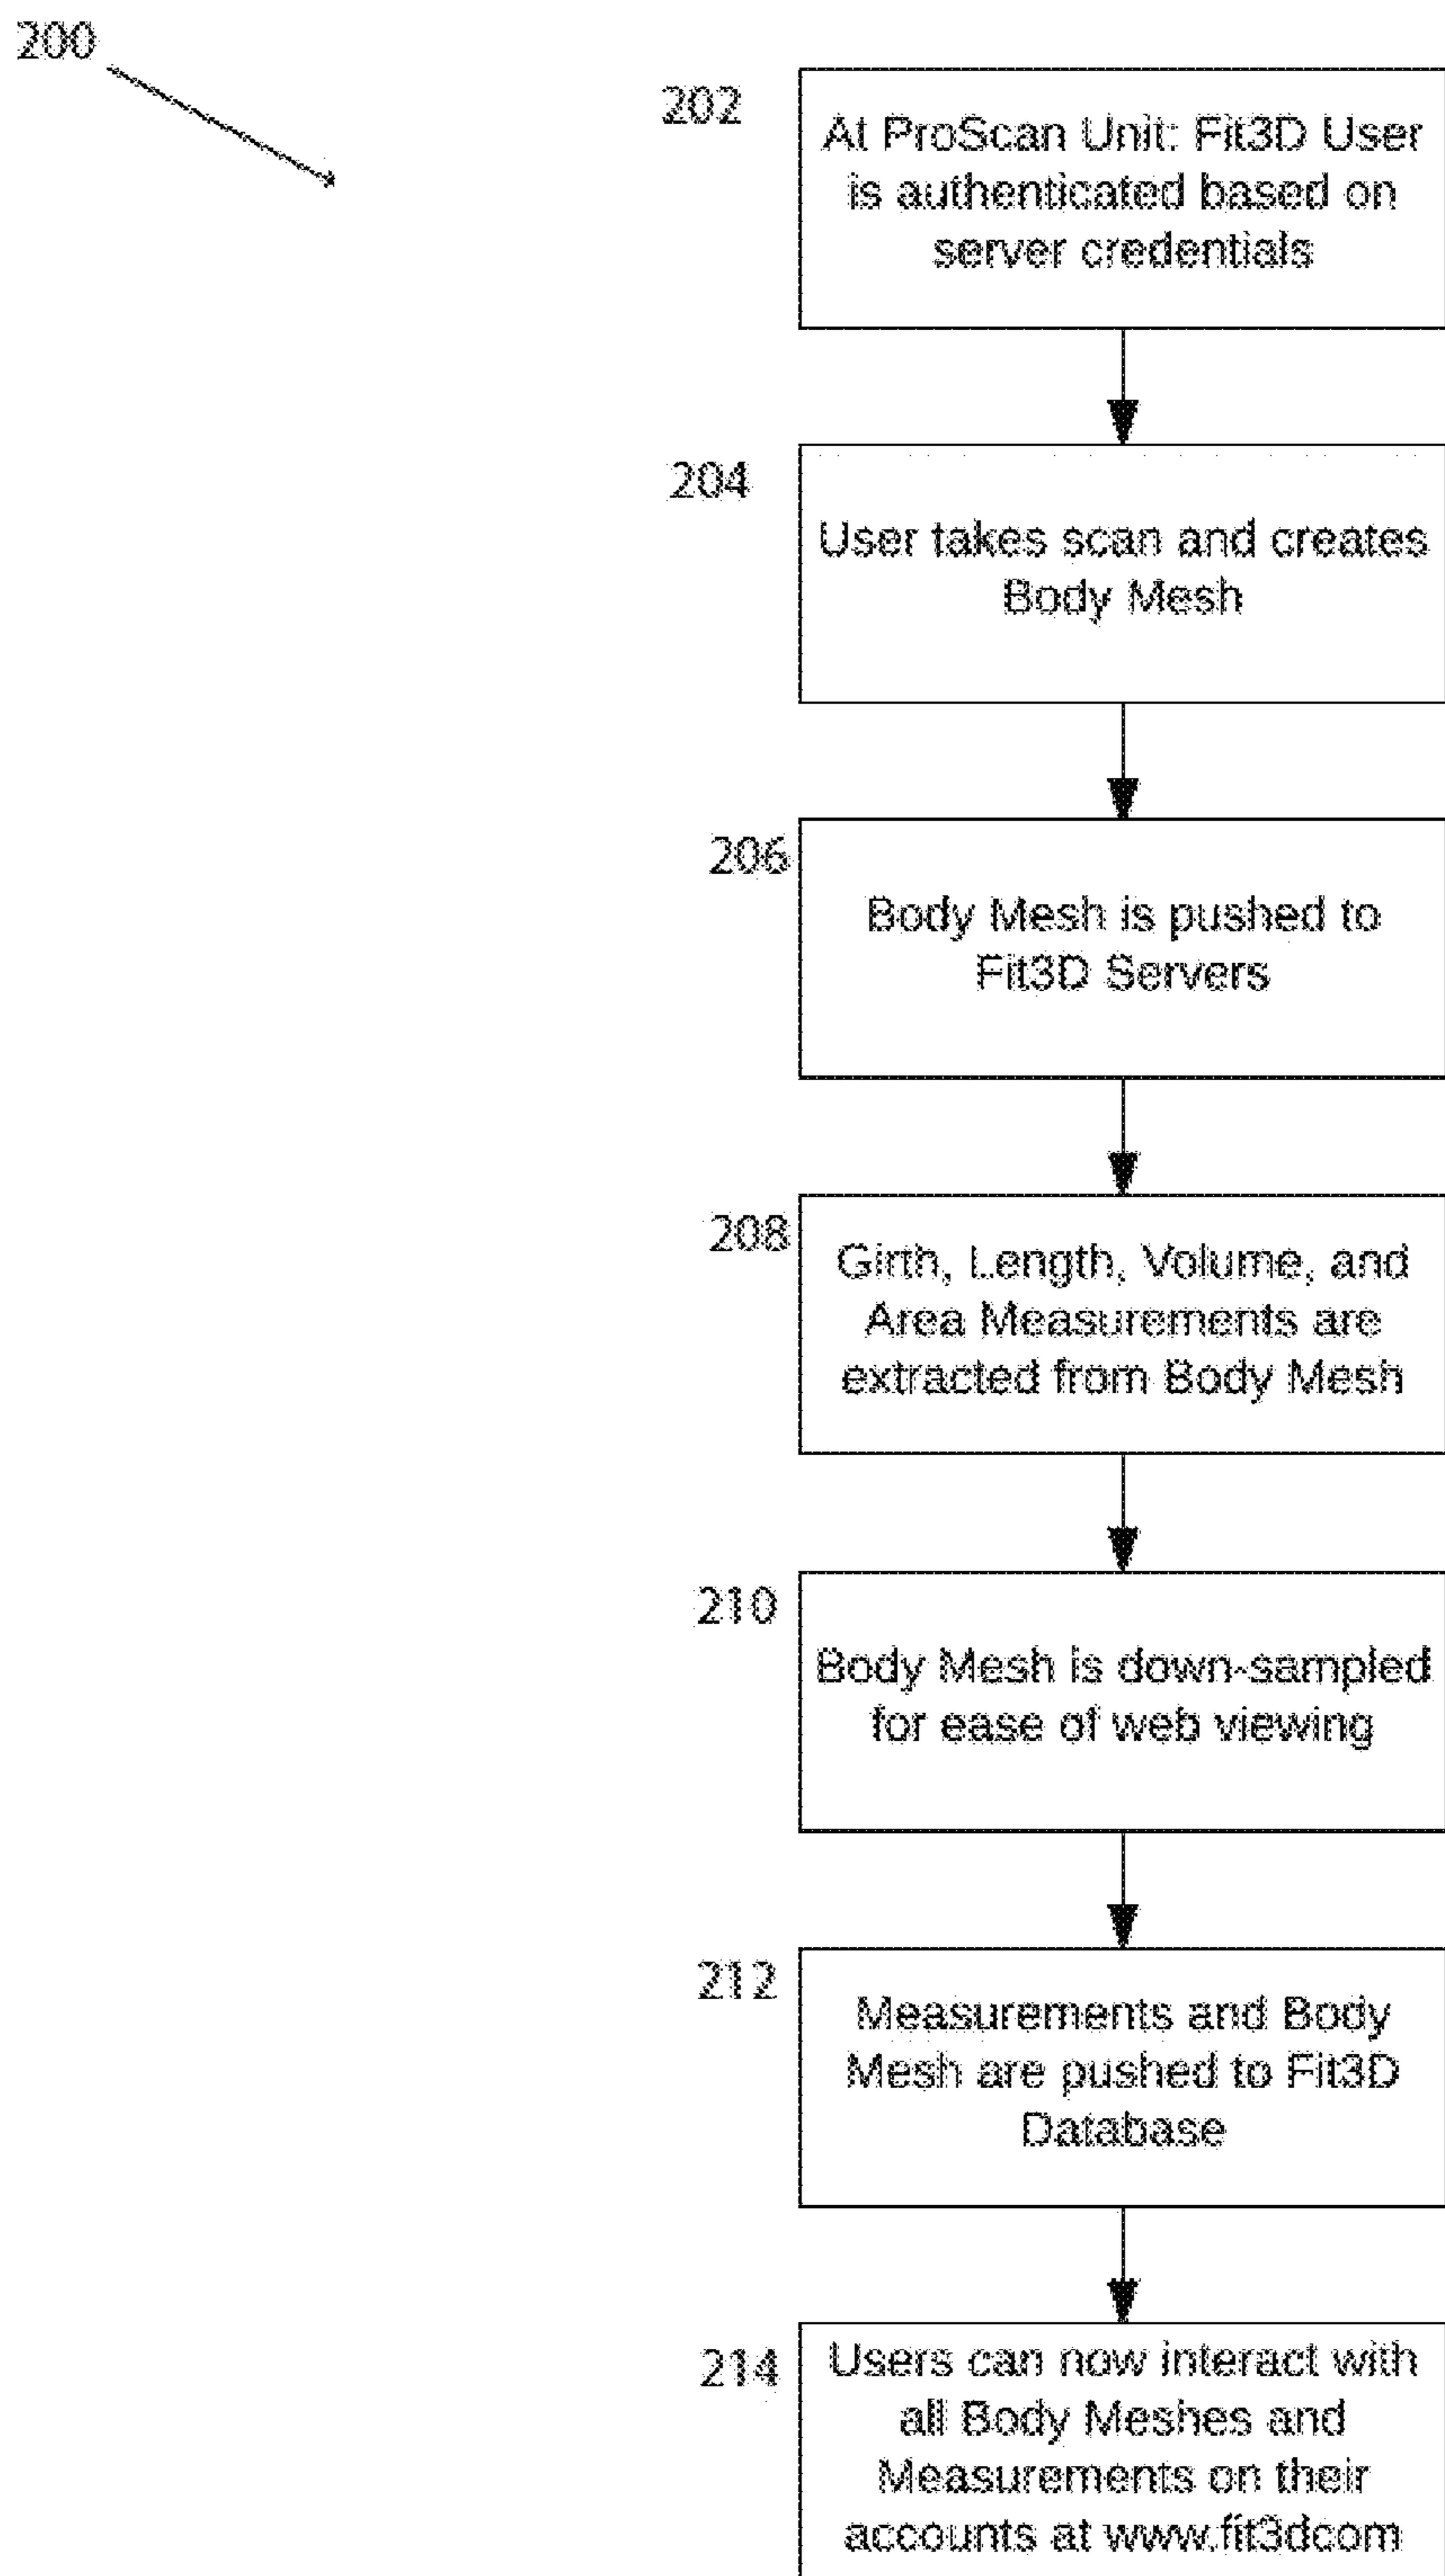 200
202
At ProScan Unit: Fit3D User
is authenticated based on
server credentials
204
User takes scan and creates
Body Mesh
206
Body Mesh is pushed to
Fit3D Servers
208
Girth, Length, Volume, and
Area Measurements are
extracted from Body Mesh
210
Body Mesh is down-sampled
for ease of web viewing
212
Measurements and Body
Mesh are pushed to Fit3D
Database
214
Users can now interact with
all Body Meshes and
Measurements on their
accounts at www.fit3dcom